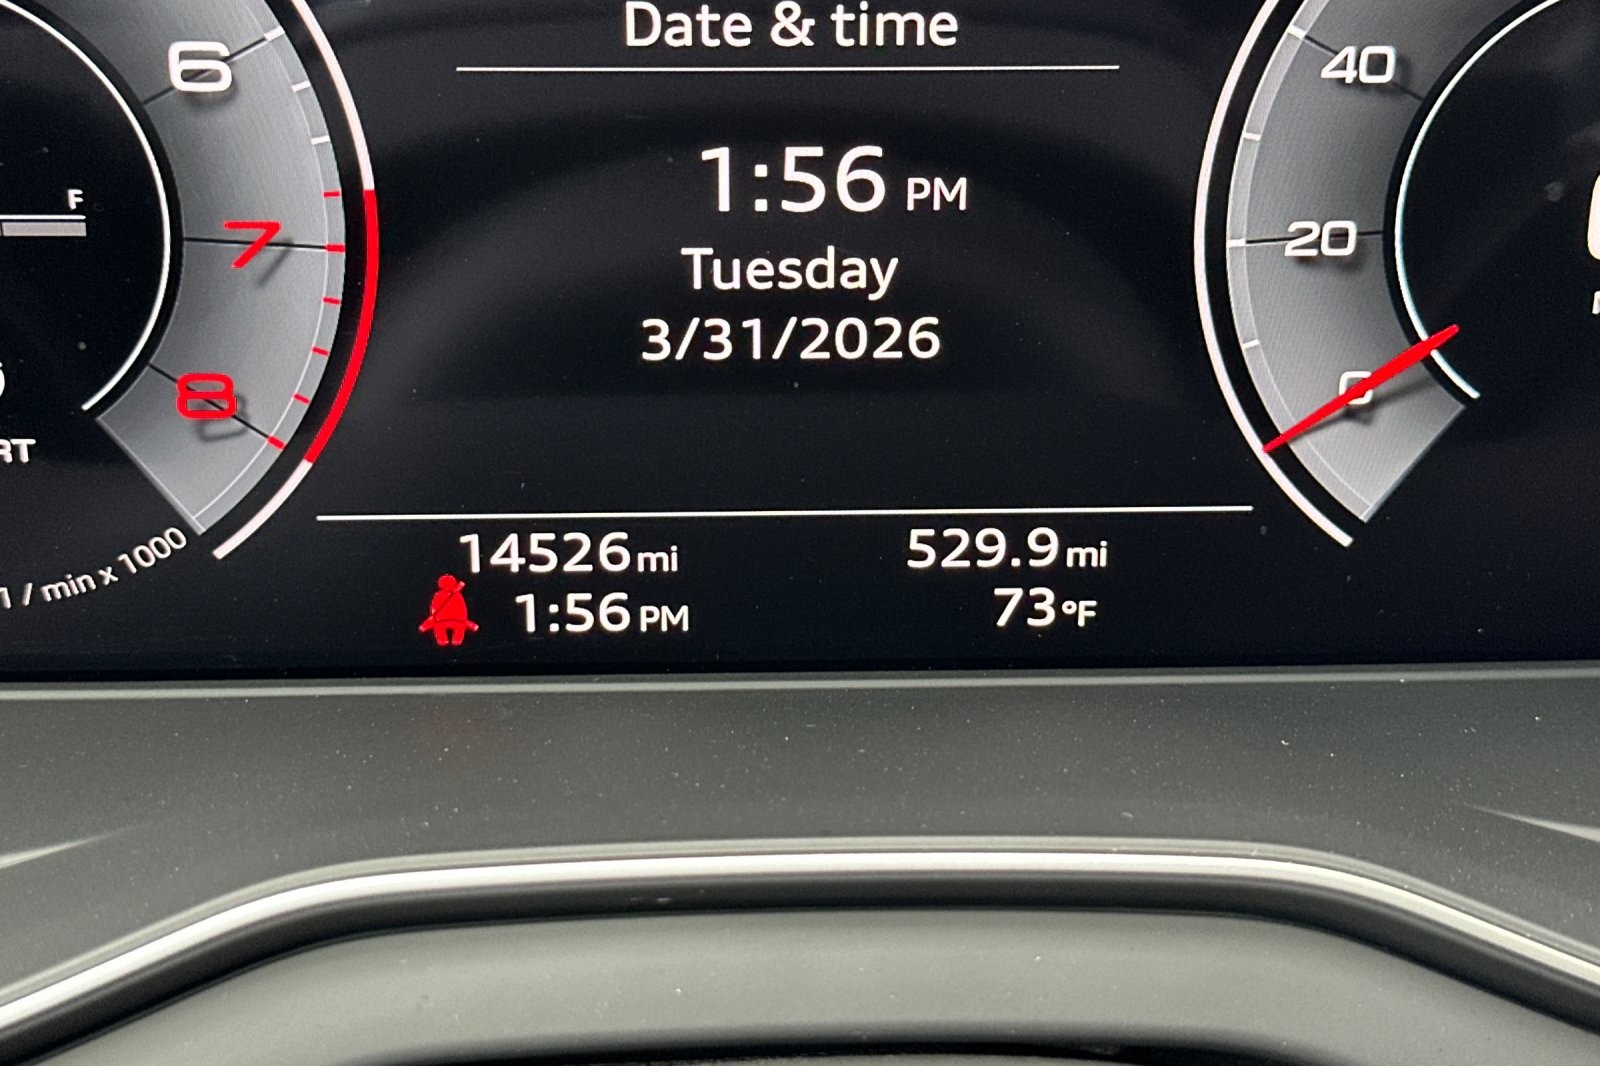 Date & time
6
7
8
F
RT
1 / min x 1000
1:56 PM
Tuesday
3/31/2026
40
20
0
14526 mi
529.9 mi
1:56 PM
73 °F